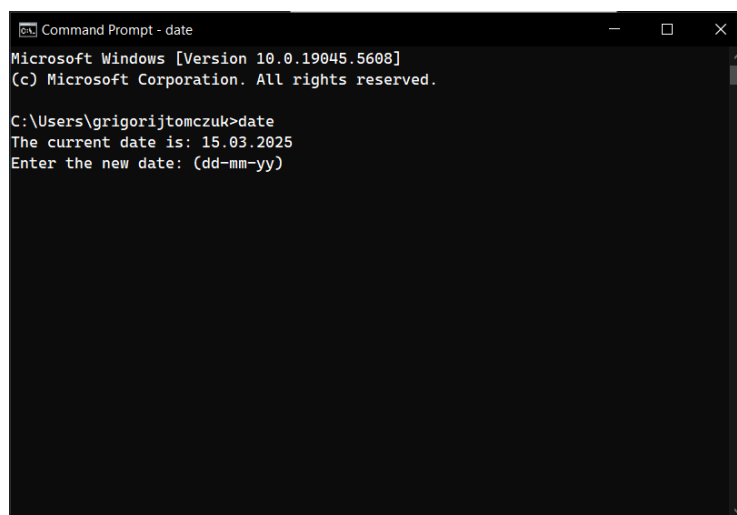 Command Prompt - date
Microsoft Windows [Version 10.0.19045.5608]
(c) Microsoft Corporation. All rights reserved.
C:\Users\grigorijtomczuk>date
The current date is: 15.03.2025
Enter the new date: (dd-mm-yy)